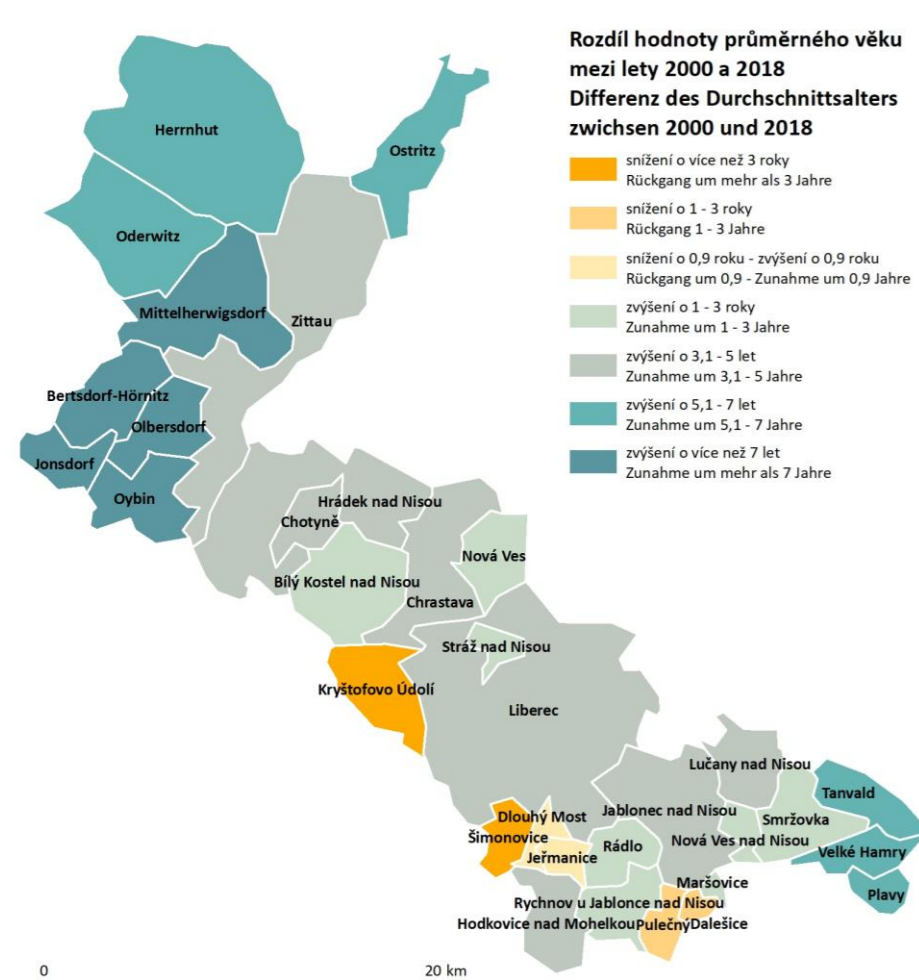 Rozdíl hodnoty průměrného věku
mezi lety 2000 a 2018
Differenz des Durchschnittsalters
zwichsen 2000 und 2018
snížení o více než 3 roky
Rückgang um mehr als 3 Jahre
snížení o 1 - 3 roky
Rückgang 1 - 3 Jahre
snížení o 0,9 roku - zvýšení o 0,9 roku
Rückgang um 0,9 - Zunahme um 0,9 Jahre
zvýšení o 1 - 3 roky
Zunahme um 1 - 3 Jahre
zvýšení o 3,1 - 5 let
Zunahme um 3,1 - 5 Jahre
zvýšení o 5,1 - 7 let
Zunahme um 5,1 - 7 Jahre
zvýšení o více než 7 let
Zunahme um mehr als 7 Jahre
Herrnhut
Ostritz
Oderwitz
Mittelherwigsdorf
Zittau
Bertsdorf-Hörnitz
Olbersdorf
Jonsdorf
Oybin
Hrádek nad Nisou
Chotyně
Nová Ves
Bílý Kostel nad Nisou
Chrastava
Stráž nad Nisou
Kryštofovo Údolí
Liberec
Lučany nad Nisou
Tanvald
Jablonec nad Nisou
Dlouhý Most
Smržovka
Šimonovice
Nová Ves nad Nisou
Rádlo
Velké Hamry
Jeřmanice
Maršovice
Plavy
Rychnov u Jablonce nad Nisou
Hodkovice nad Mohelkou
Pulečný
Dalešice
0
20 km